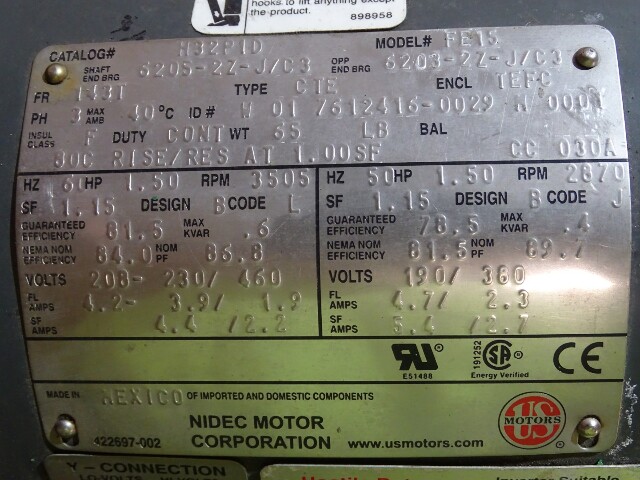 hooks to lift anything except
the product. 898958
CATALOG# H32P1D MODEL# FE15
SHAFT END BRG 6205-2Z-J/C3 OPP END BRG 6203-2Z-J/C3
FR 143T TYPE CTE ENCL TEFC
PH 3 MAX AMB 40°C ID# W 01 7612416-0029 M 0001
INSUL CLASS F DUTY CONT WT 65 LB BAL
80C RISE/RES AT 1.00SF CC 030A
HZ 60 HP 1.50 RPM 3505
SF 1.15 DESIGN B CODE L
GUARANTEED EFFICIENCY 81.5 MAX KVAR .6
NEMA NOM EFFICIENCY 84.0 NOM PF 86.8
VOLTS 208- 230/ 460
FL AMPS 4.2- 3.9/ 1.9
SF AMPS 4.4 /2.2
HZ 50 HP 1.50 RPM 2870
SF 1.15 DESIGN B CODE J
GUARANTEED EFFICIENCY 78.5 MAX KVAR .4
NEMA NOM EFFICIENCY 81.5 NOM PF 89.7
VOLTS 190/ 380
FL AMPS 4.7/ 2.3
SF AMPS 5.4 /2.7
E51488
191252
SA
Energy Verified
CE
MADE IN MEXICO OF IMPORTED AND DOMESTIC COMPONENTS
422697-002
NIDEC MOTOR
CORPORATION
www.usmotors.com
US MOTORS
Y - CONNECTION
Inverter Suitable